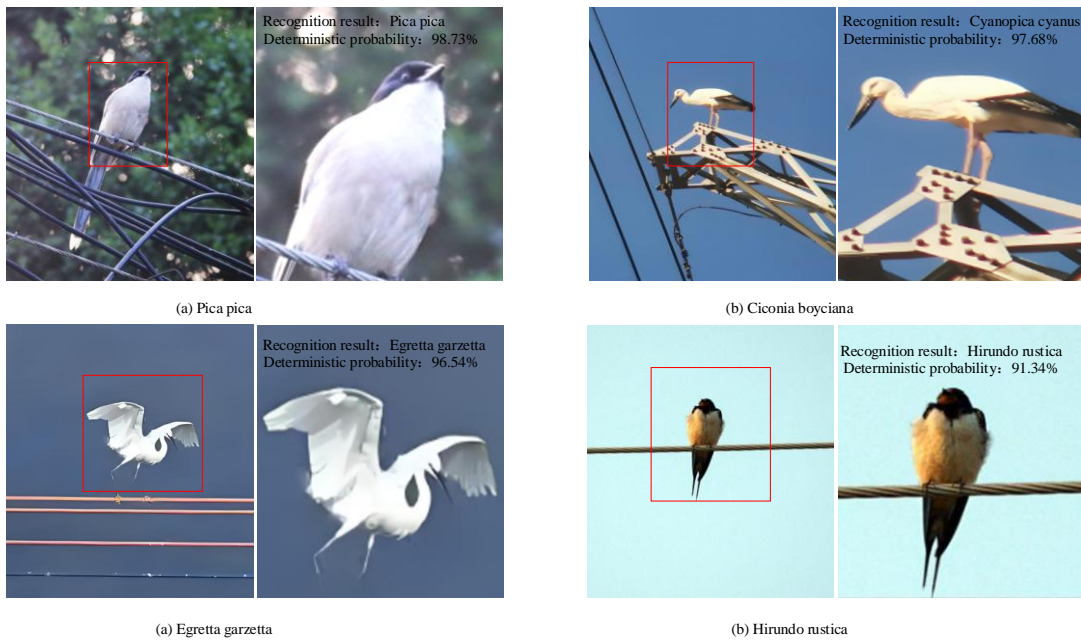 Recognition result：Pica pica
Deterministic probability：98.73%
Recognition result：Cyanopica cyanus
Deterministic probability：97.68%
(a) Pica pica
(b) Ciconia boyciana
Recognition result：Egretta garzetta
Deterministic probability：96.54%
Recognition result：Hirundo rustica
Deterministic probability：91.34%
(a) Egretta garzetta
(b) Hirundo rustica